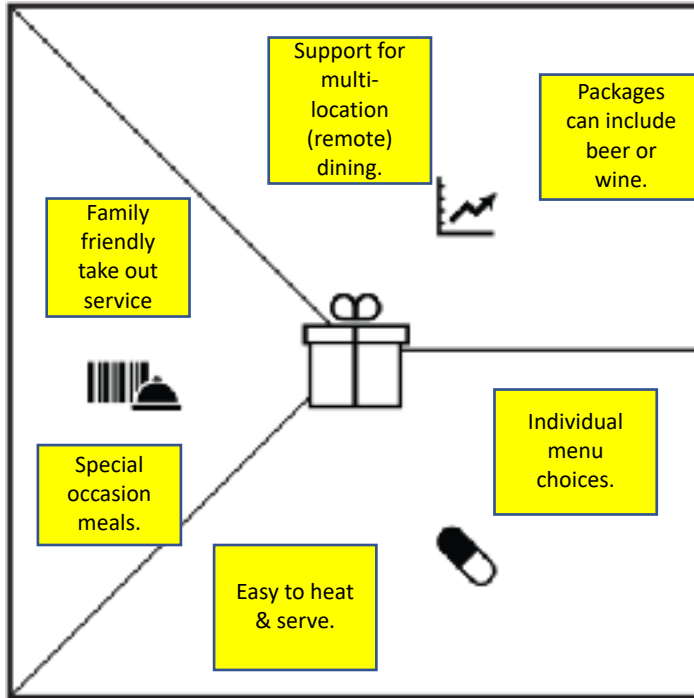 Support for
multi-
location
(remote)
dining.
Packages
can include
beer or
wine.
Family
friendly
take out
service
Individual
menu
choices.
Special
occasion
meals.
Easy to heat
& serve.